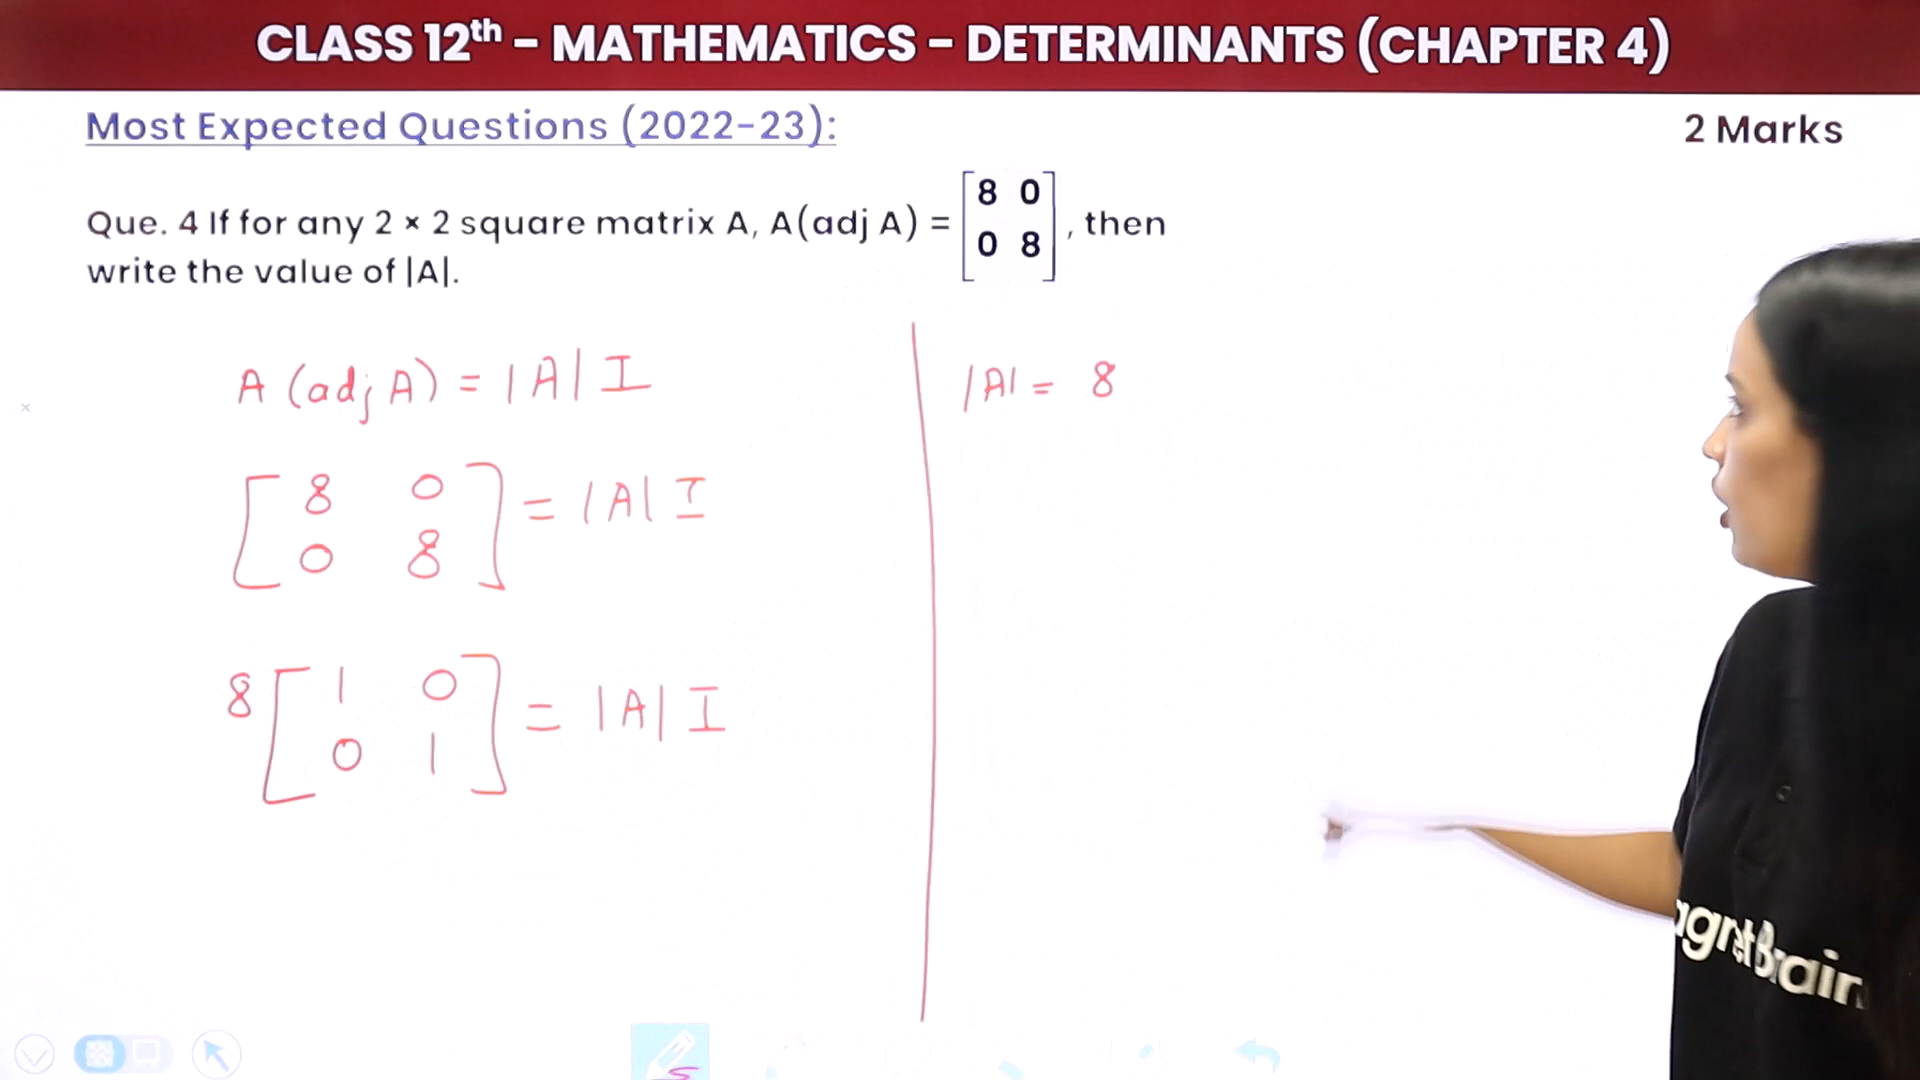 CLASS 12th – MATHEMATICS – DETERMINANTS (CHAPTER 4)
Most Expected Questions (2022-23):
2 Marks
Que. 4 If for any 2 × 2 square matrix A, A(adj A) = [8 0
0 8], then
write the value of |A|.
A (adj A) = |A| I
[8 0
0 8] = |A| I
8 [1 0
0 1] = |A| I
|A| = 8